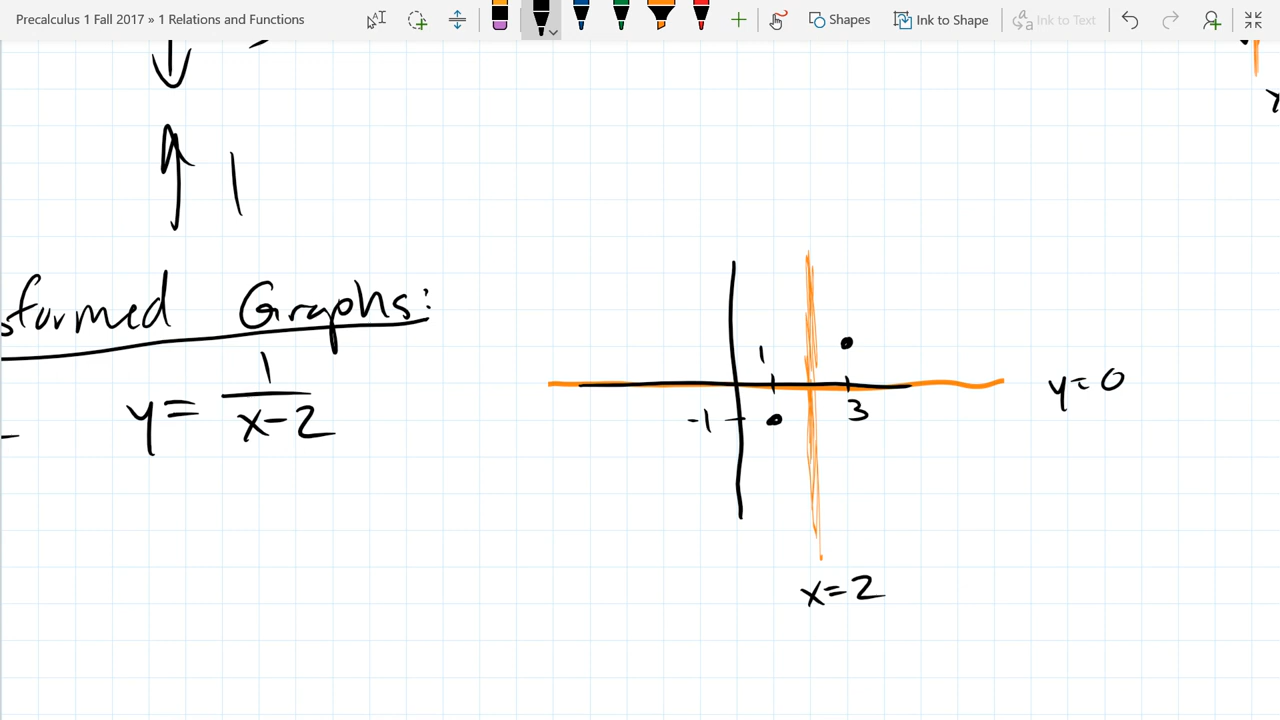 Precalculus 1 Fall 2017 » 1 Relations and Functions
Shapes
Ink to Shape
Ink to Text
1
sformed Graphs:
y = 1/(x-2)
1
-1
3
y = 0
x = 2